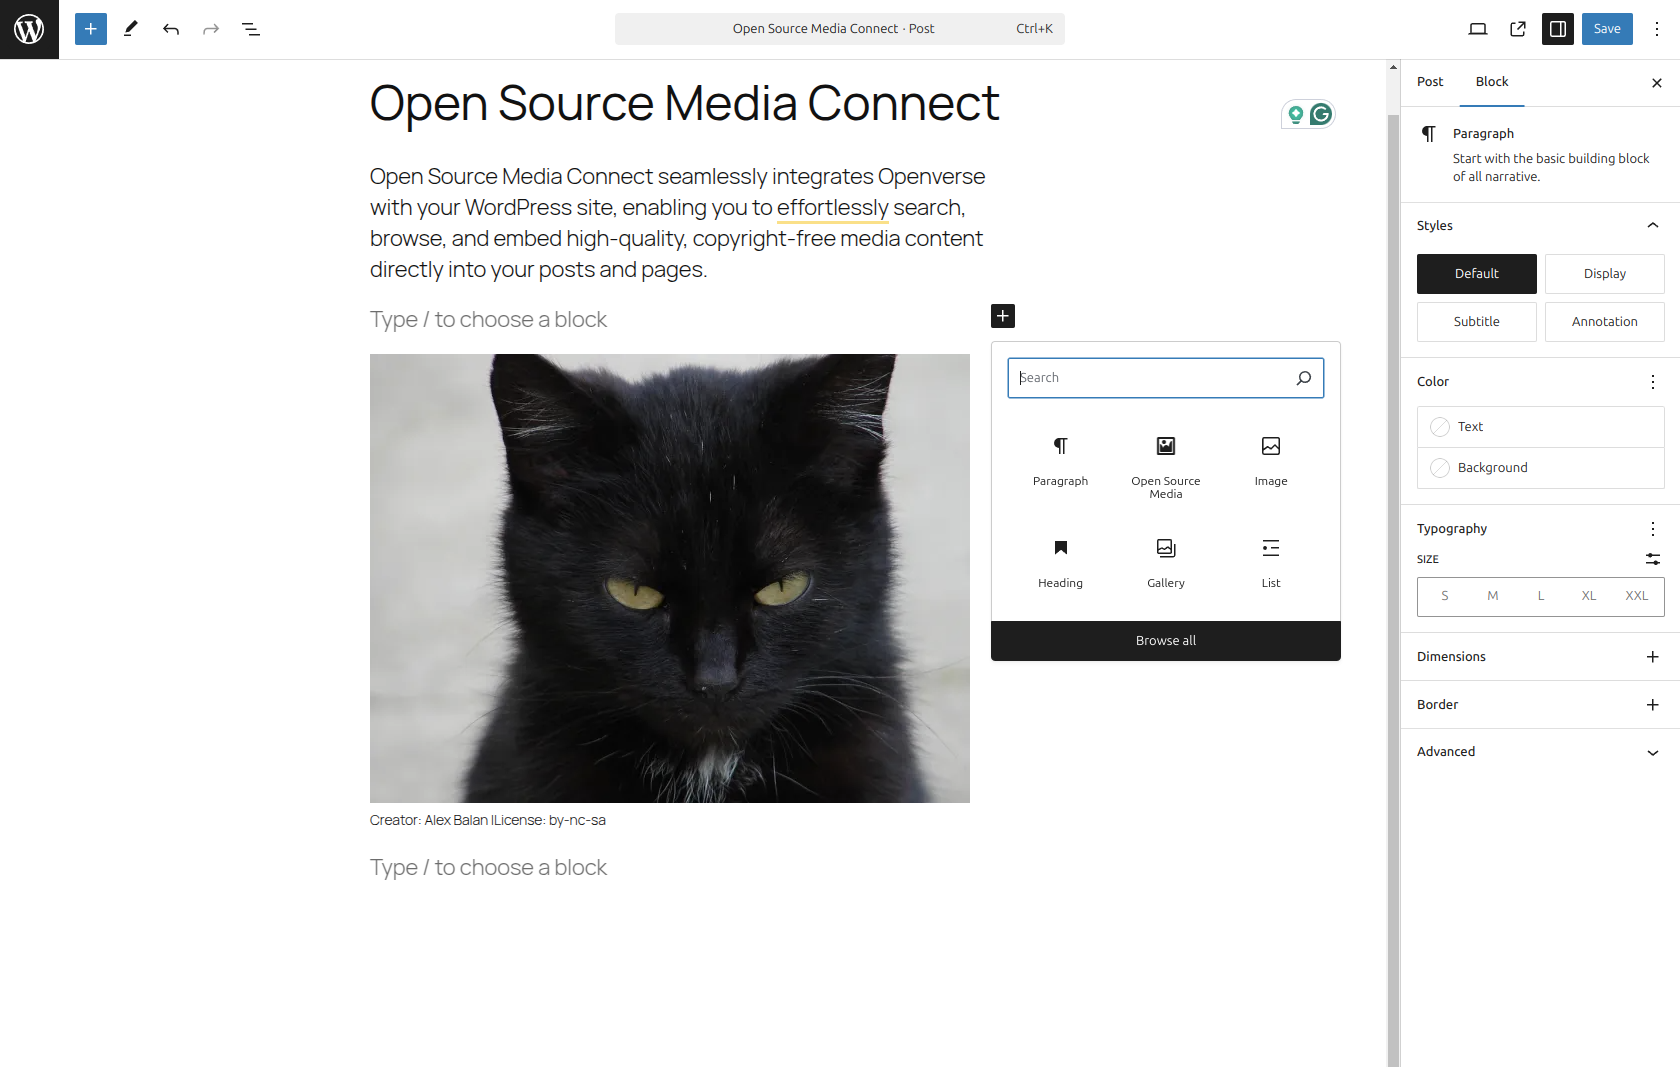 Open Source Media Connect · Post
Ctrl+K
Save
Open Source Media Connect
Open Source Media Connect seamlessly integrates Openverse
with your WordPress site, enabling you to effortlessly search,
browse, and embed high-quality, copyright-free media content
directly into your posts and pages.
Type / to choose a block
Search
Paragraph
Open Source
Media
Image
Heading
Gallery
List
Browse all
Creator: Alex Balan |License: by-nc-sa
Type / to choose a block
Post
Block
Paragraph
Start with the basic building block
of all narrative.
Styles
Default
Display
Subtitle
Annotation
Color
Text
Background
Typography
SIZE
S M L XL XXL
Dimensions
Border
Advanced